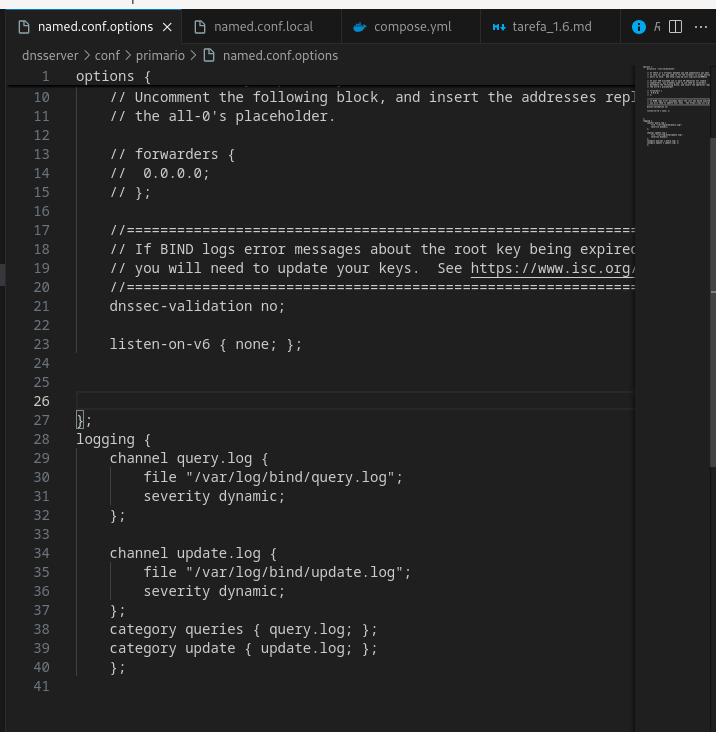 named.conf.options
named.conf.local
compose.yml
tarefa_1.6.md
dnsserver > conf > primario > named.conf.options
1 options {
10 // Uncomment the following block, and insert the addresses repl
11 // the all-0's placeholder.
12
13 // forwarders {
14 //  0.0.0.0;
15 // };
16
17 //========================================================================
18 // If BIND logs error messages about the root key being expired
19 // you will need to update your keys.  See https://www.isc.org/
20 //========================================================================
21 dnssec-validation no;
22
23 listen-on-v6 { none; };
24
25
26
27 };
28 logging {
29 channel query.log {
30 file "/var/log/bind/query.log";
31 severity dynamic;
32 };
33
34 channel update.log {
35 file "/var/log/bind/update.log";
36 severity dynamic;
37 };
38 category queries { query.log; };
39 category update { update.log; };
40 };
41